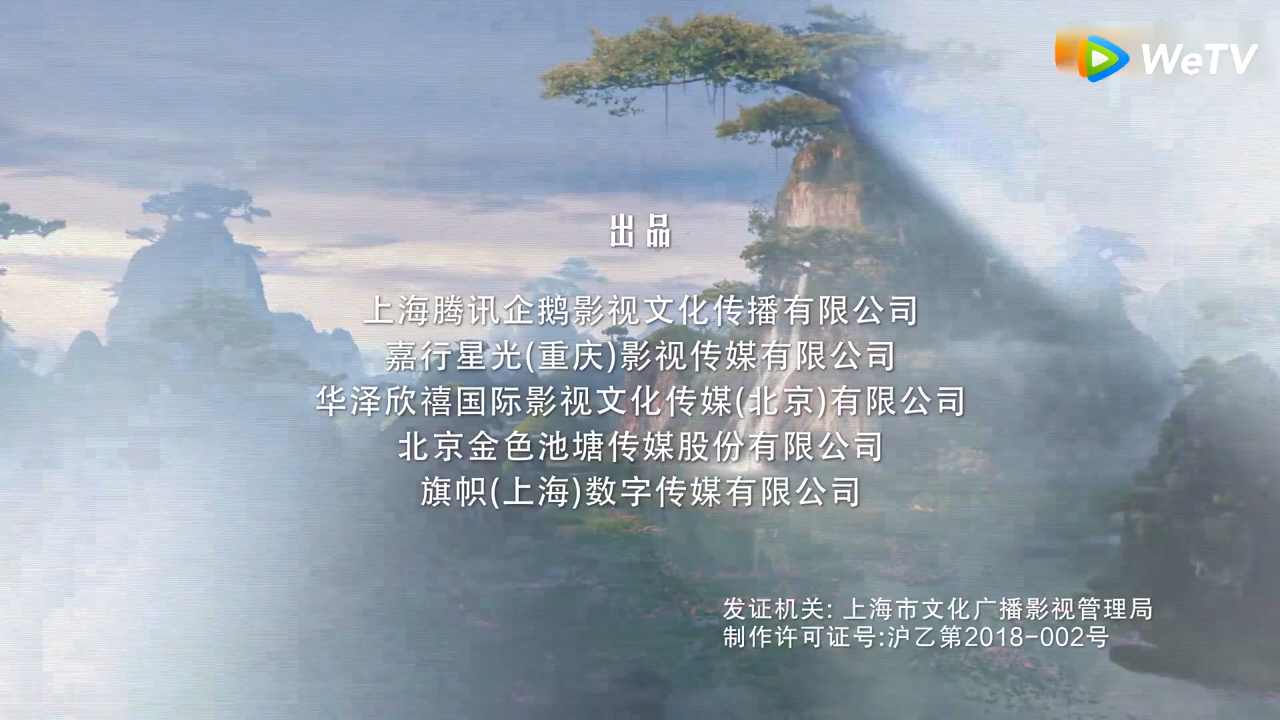 WeTV
出品
上海腾讯企鹅影视文化传播有限公司
嘉行星光(重庆)影视传媒有限公司
华泽欣禧国际影视文化传媒(北京)有限公司
北京金色池塘传媒股份有限公司
旗帜(上海)数字传媒有限公司
发证机关: 上海市文化广播影视管理局
制作许可证号:沪乙第2018-002号